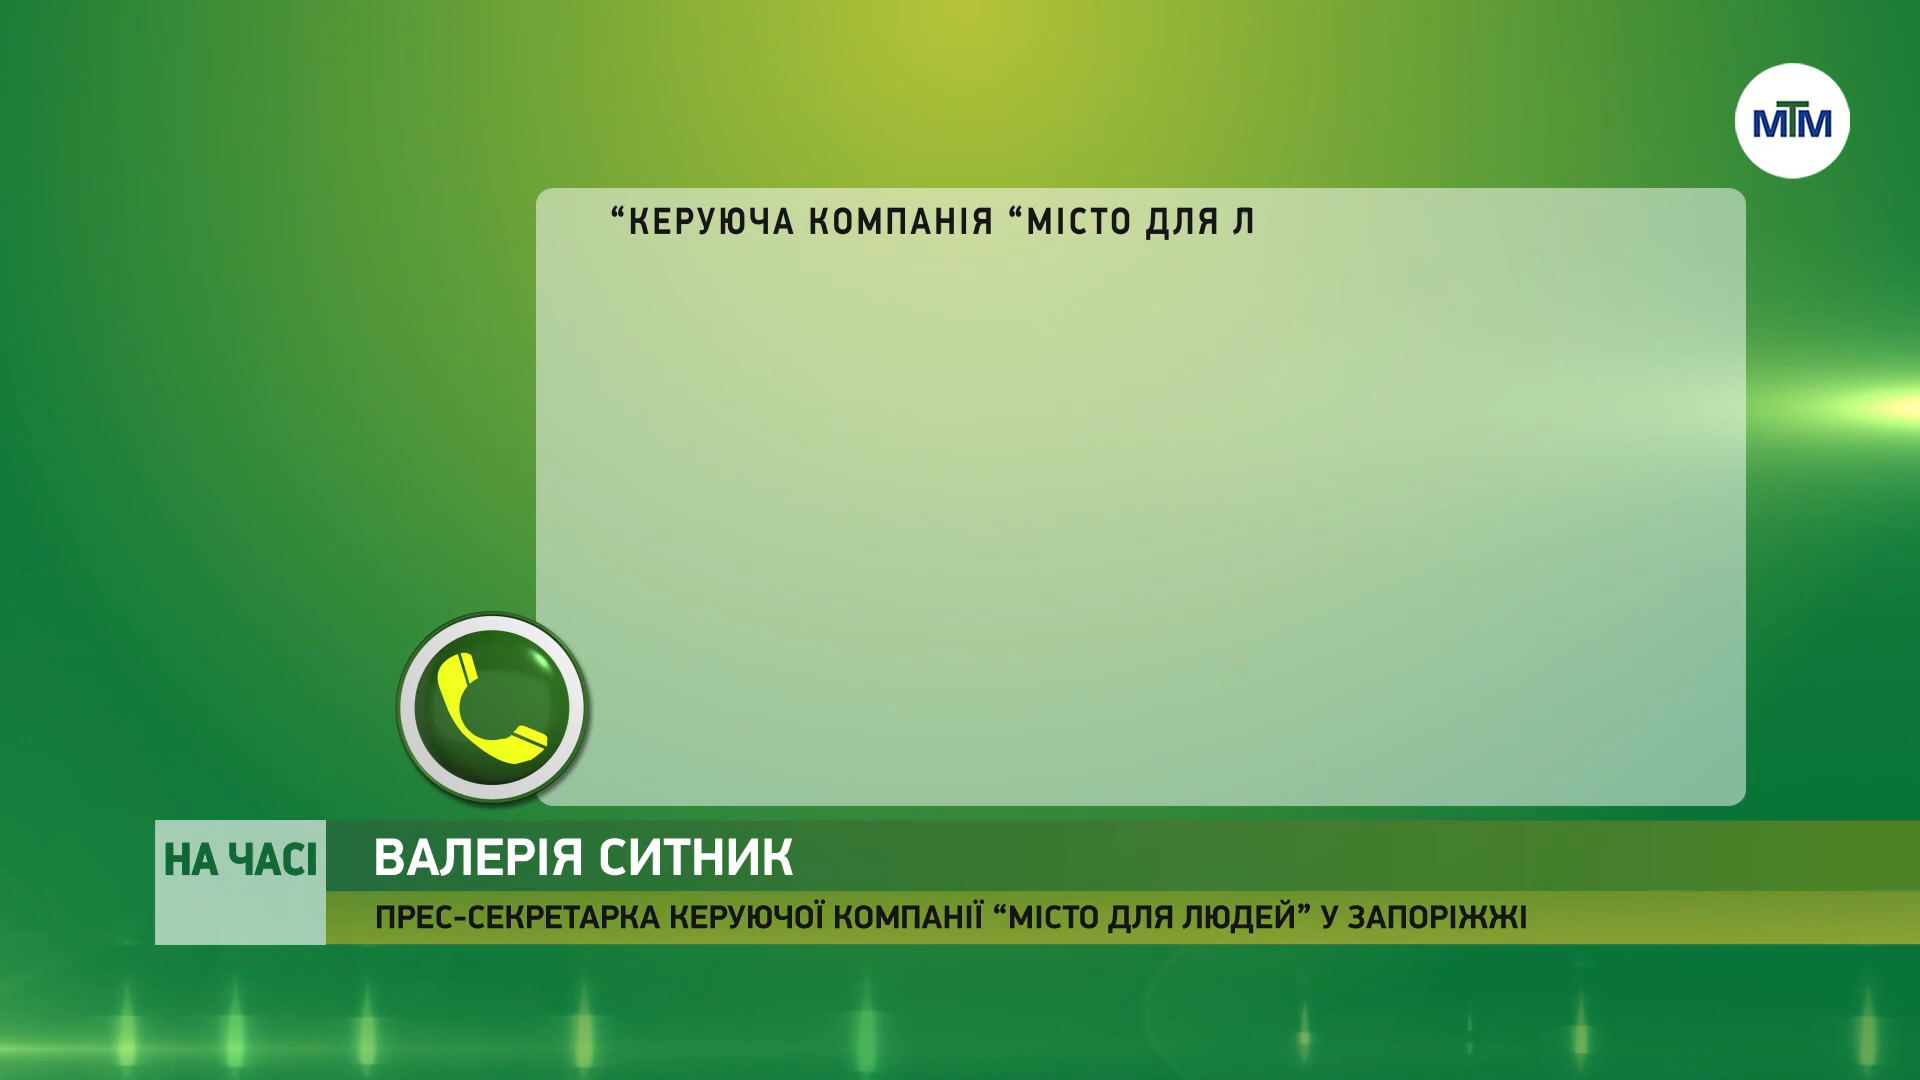 МТМ
“КЕРУЮЧА КОМПАНІЯ “МІСТО ДЛЯ Л
НА ЧАСІ
ВАЛЕРІЯ СИТНИК
ПРЕС-СЕКРЕТАРКА КЕРУЮЧОЇ КОМПАНІЇ “МІСТО ДЛЯ ЛЮДЕЙ” У ЗАПОРІЖЖІ